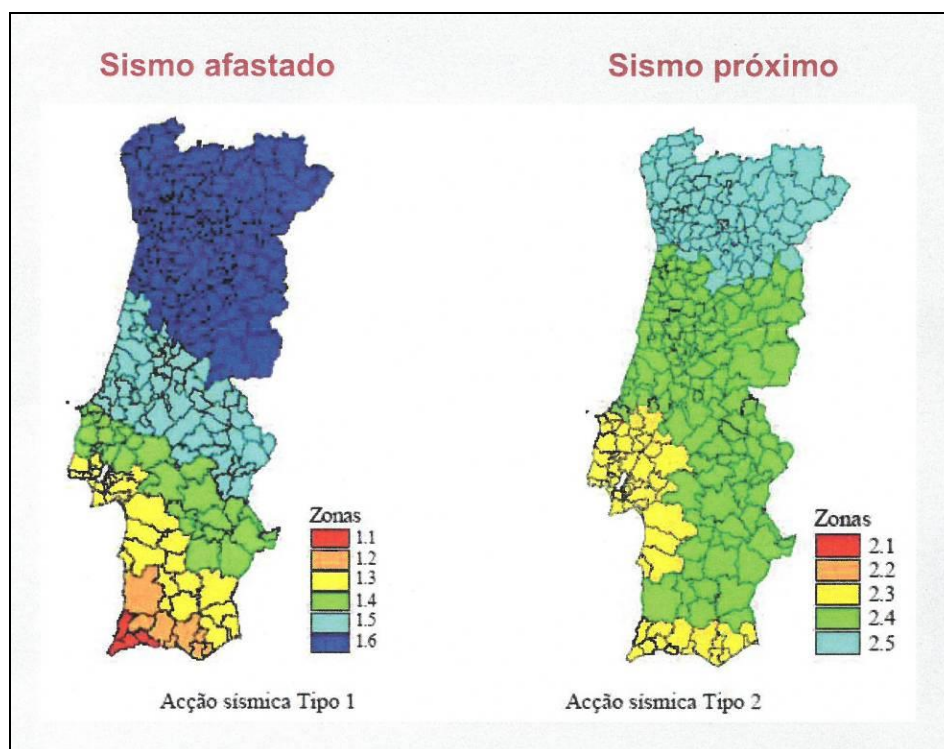 Sismo afastado
Sismo próximo
Zonas
1.1
1.2
1.3
1.4
1.5
1.6
Acção sísmica Tipo 1
Zonas
2.1
2.2
2.3
2.4
2.5
Acção sísmica Tipo 2